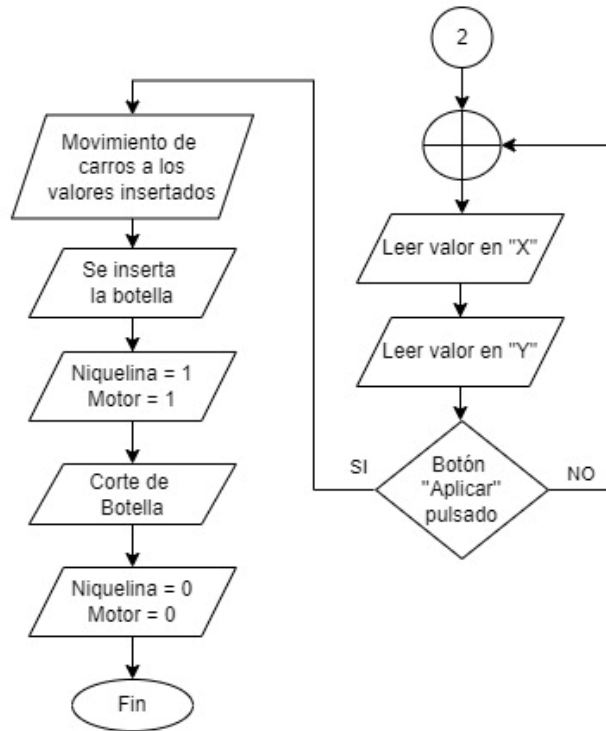 2
Leer valor en "X"
Leer valor en "Y"
Botón
"Aplicar"
pulsado
SI
NO
Movimiento de
carros a los
valores insertados
Se inserta
la botella
Niquelina = 1
Motor = 1
Corte de
Botella
Niquelina = 0
Motor = 0
Fin